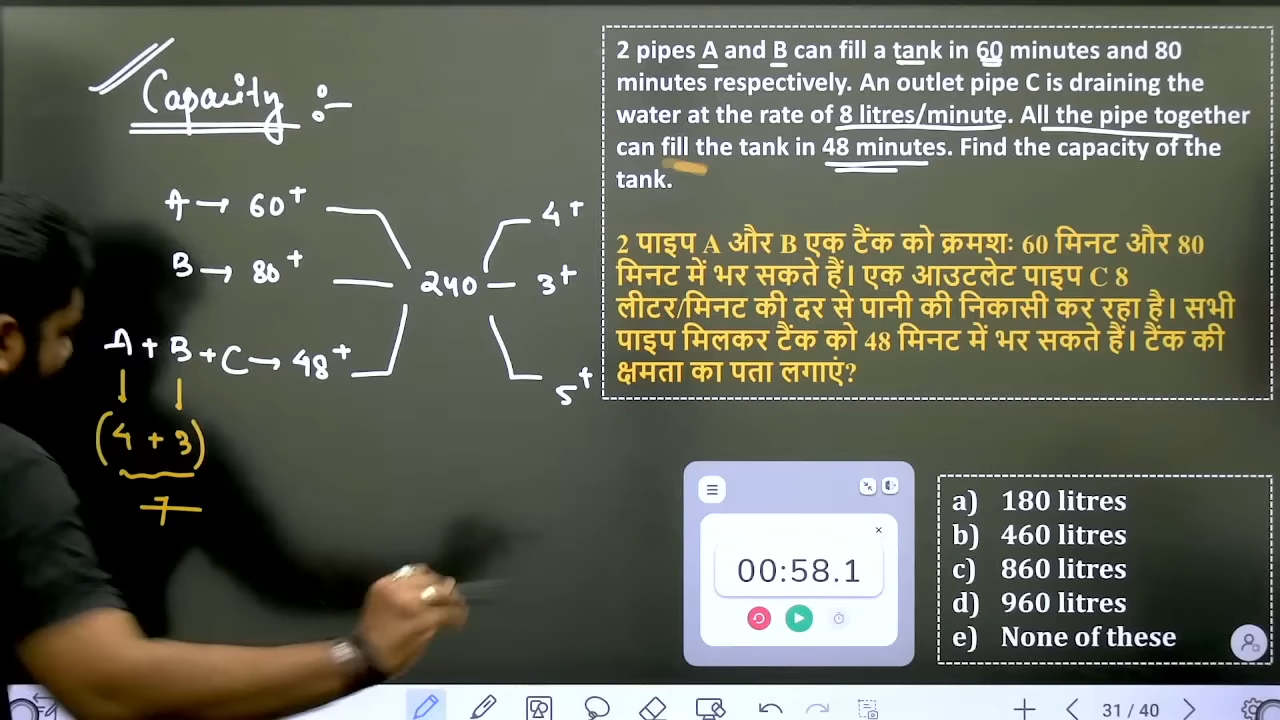 Capacity :-
A → 60+
B → 80+
A + B + C → 48+
240
4+
3+
5+
(4 + 3)
7
2 pipes A and B can fill a tank in 60 minutes and 80
minutes respectively. An outlet pipe C is draining the
water at the rate of 8 litres/minute. All the pipe together
can fill the tank in 48 minutes. Find the capacity of the
tank.
2 पाइप A और B एक टैंक को क्रमशः 60 मिनट और 80
मिनट में भर सकते हैं। एक आउटलेट पाइप C 8
लीटर/मिनट की दर से पानी की निकासी कर रहा है। सभी
पाइप मिलकर टैंक को 48 मिनट में भर सकते हैं। टैंक की
क्षमता का पता लगाएं?
00:58.1
a) 180 litres
b) 460 litres
c) 860 litres
d) 960 litres
e) None of these
31 / 40